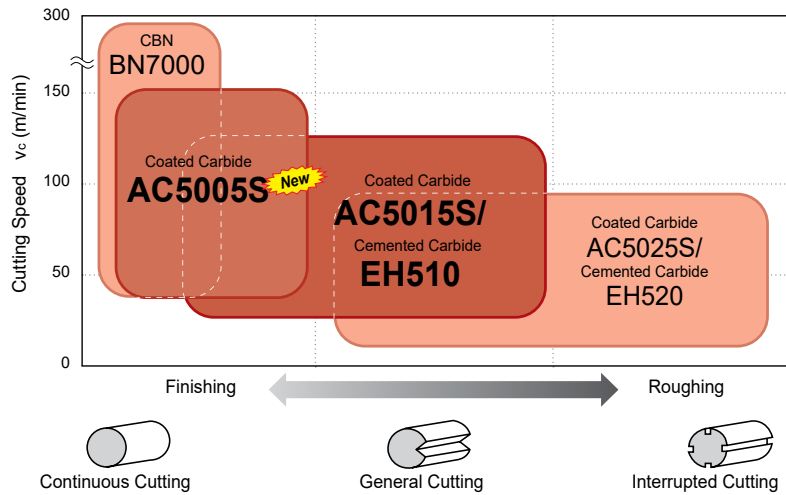 300
150
100
50
0
Cutting Speed vc (m/min)
CBN
BN7000
Coated Carbide
AC5005S
New
Coated Carbide
AC5015S/
Cemented Carbide
EH510
Coated Carbide
AC5025S/
Cemented Carbide
EH520
Finishing
Roughing
Continuous Cutting
General Cutting
Interrupted Cutting